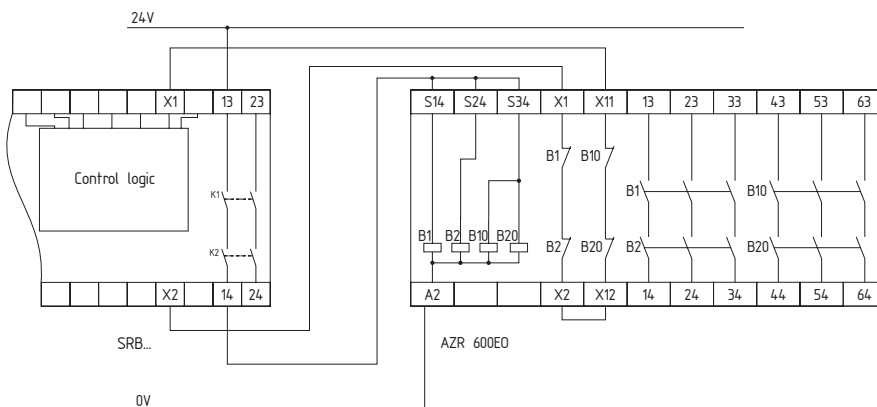 24V
X1 13 23
S14 S24 S34 X1 X11 13 23 33 43 53 63
Control logic
K1
K2
B1 B10
B1 B10
B1 B2 B10 B20
B2 B20
B2 B20
X2 14 24
A2 X2 X12 14 24 34 44 54 64
SRB...
AZR 600EO
0V